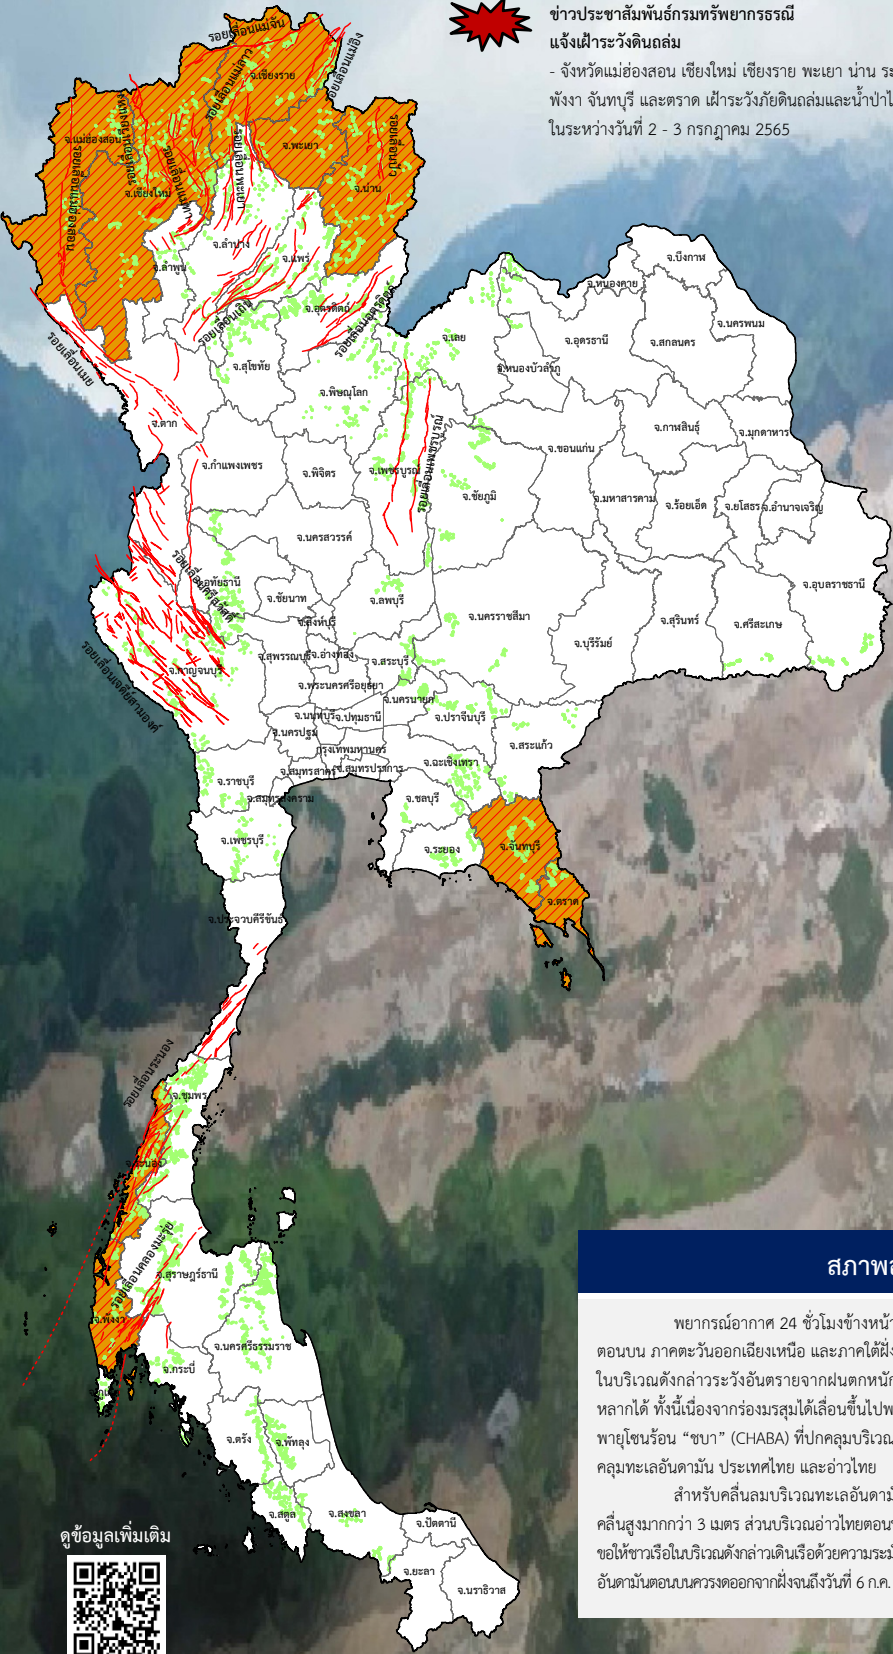 ข่าวประชาสัมพันธ์กรมทรัพยากรธรณี
แจ้งเฝ้าระวังดินถล่ม
- จังหวัดแม่ฮ่องสอน เชียงใหม่ เชียงราย พะเยา น่าน ระ
พังงา จันทบุรี และตราด เฝ้าระวังภัยดินถล่มและน้ำป่าไ
ในระหว่างวันที่ 2 - 3 กรกฎาคม 2565
รอยเลื่อนแม่จัน
รอยเลื่อนแม่อิง
รอยเลื่อนแม่ลาว
จ.เชียงราย
จ.แม่ฮ่องสอน
รอยเลื่อนแม่ฮ่องสอน
จ.เชียงใหม่
รอยเลื่อนแม่ทา
รอยเลื่อนพะเยา
จ.พะเยา
รอยเลื่อนปัว
จ.น่าน
จ.ลำปาง
จ.แพร่
จ.ลำพูน
รอยเลื่อนเถิน
จ.อุตรดิตถ์
รอยเลื่อนอุตรดิตถ์
รอยเลื่อนเมย
จ.สุโขทัย
จ.พิษณุโลก
จ.ตาก
จ.กำแพงเพชร
จ.พิจิตร
จ.เพชรบูรณ์
รอยเลื่อนเพชรบูรณ์
จ.เลย
จ.บึงกาฬ
จ.หนองคาย
จ.นครพนม
จ.อุดรธานี
จ.สกลนคร
จ.หนองบัวลำภู
จ.ขอนแก่น
จ.กาฬสินธุ์
จ.มุกดาหาร
จ.ชัยภูมิ
จ.มหาสารคาม
จ.ร้อยเอ็ด
จ.ยโสธร
จ.อำนาจเจริญ
จ.นครสวรรค์
จ.อุทัยธานี
รอยเลื่อนศรีสวัสดิ์
จ.ชัยนาท
จ.ลพบุรี
จ.สิงห์บุรี
จ.นครราชสีมา
จ.บุรีรัมย์
จ.สุรินทร์
จ.ศรีสะเกษ
จ.อุบลราชธานี
จ.สุพรรณบุรี
จ.อ่างทอง
จ.สระบุรี
จ.กาญจนบุรี
รอยเลื่อนเจดีย์สามองค์
จ.พระนครศรีอยุธยา
จ.นครนายก
จ.นนทบุรี
จ.ปทุมธานี
จ.ปราจีนบุรี
จ.นครปฐม
กรุงเทพมหานคร
จ.สระแก้ว
จ.ฉะเชิงเทรา
จ.สมุทรสาคร
จ.สมุทรปราการ
จ.ราชบุรี
จ.สมุทรสงคราม
จ.ชลบุรี
จ.เพชรบุรี
จ.ระยอง
จ.จันทบุรี
จ.ตราด
จ.ประจวบคีรีขันธ์
รอยเลื่อนระนอง
จ.ชุมพร
จ.ระนอง
รอยเลื่อนคลองมะรุ่ย
จ.สุราษฎร์ธานี
จ.พังงา
จ.นครศรีธรรมราช
จ.กระบี่
จ.ภูเก็ต
จ.ตรัง
จ.พัทลุง
จ.สตูล
จ.สงขลา
จ.ปัตตานี
จ.ยะลา
จ.นราธิวาส
สภาพอ
พยากรณ์อากาศ 24 ชั่วโมงข้างหน้า
ตอนบน ภาคตะวันออกเฉียงเหนือ และภาคใต้ฝั่ง
ในบริเวณดังกล่าวระวังอันตรายจากฝนตกหนัก
หลากได้ ทั้งนี้เนื่องจากร่องมรสุมได้เลื่อนขึ้นไปพ
พายุโซนร้อน “ชบา” (CHABA) ที่ปกคลุมบริเวณ
คลุมทะเลอันดามัน ประเทศไทย และอ่าวไทย
สำหรับคลื่นลมบริเวณทะเลอันดามั
คลื่นสูงมากกว่า 3 เมตร ส่วนบริเวณอ่าวไทยตอนบ
ขอให้ชาวเรือในบริเวณดังกล่าวเดินเรือด้วยความระมั
อันดามันตอนบนควรงดออกจากฝั่งจนถึงวันที่ 6 ก.ค.
ดูข้อมูลเพิ่มเติม